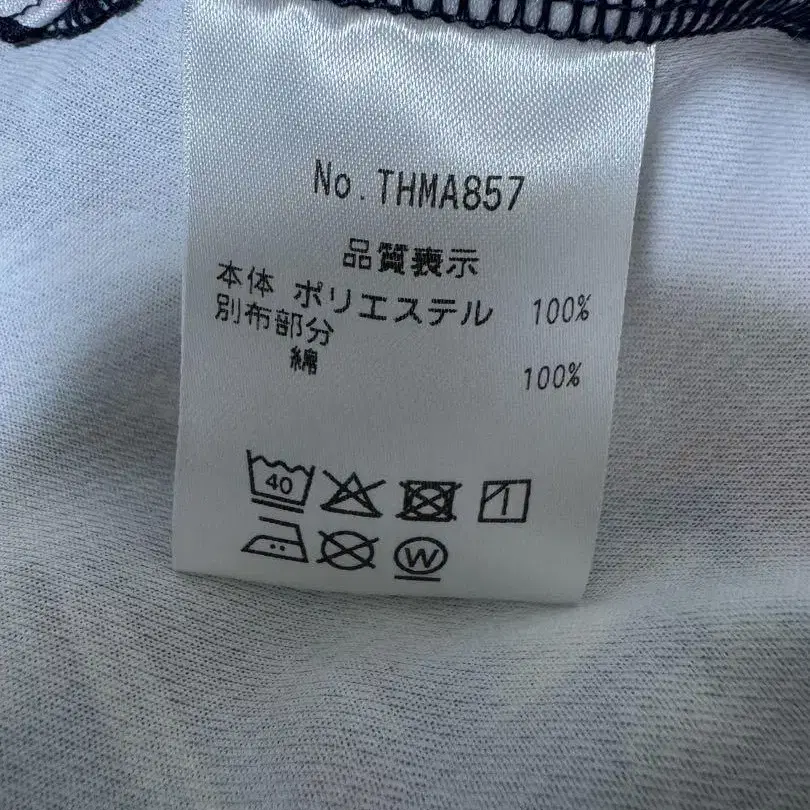 No.THMA857
品質表示
本体 ポリエステル 100%
別布部分
綿 100%
40
W